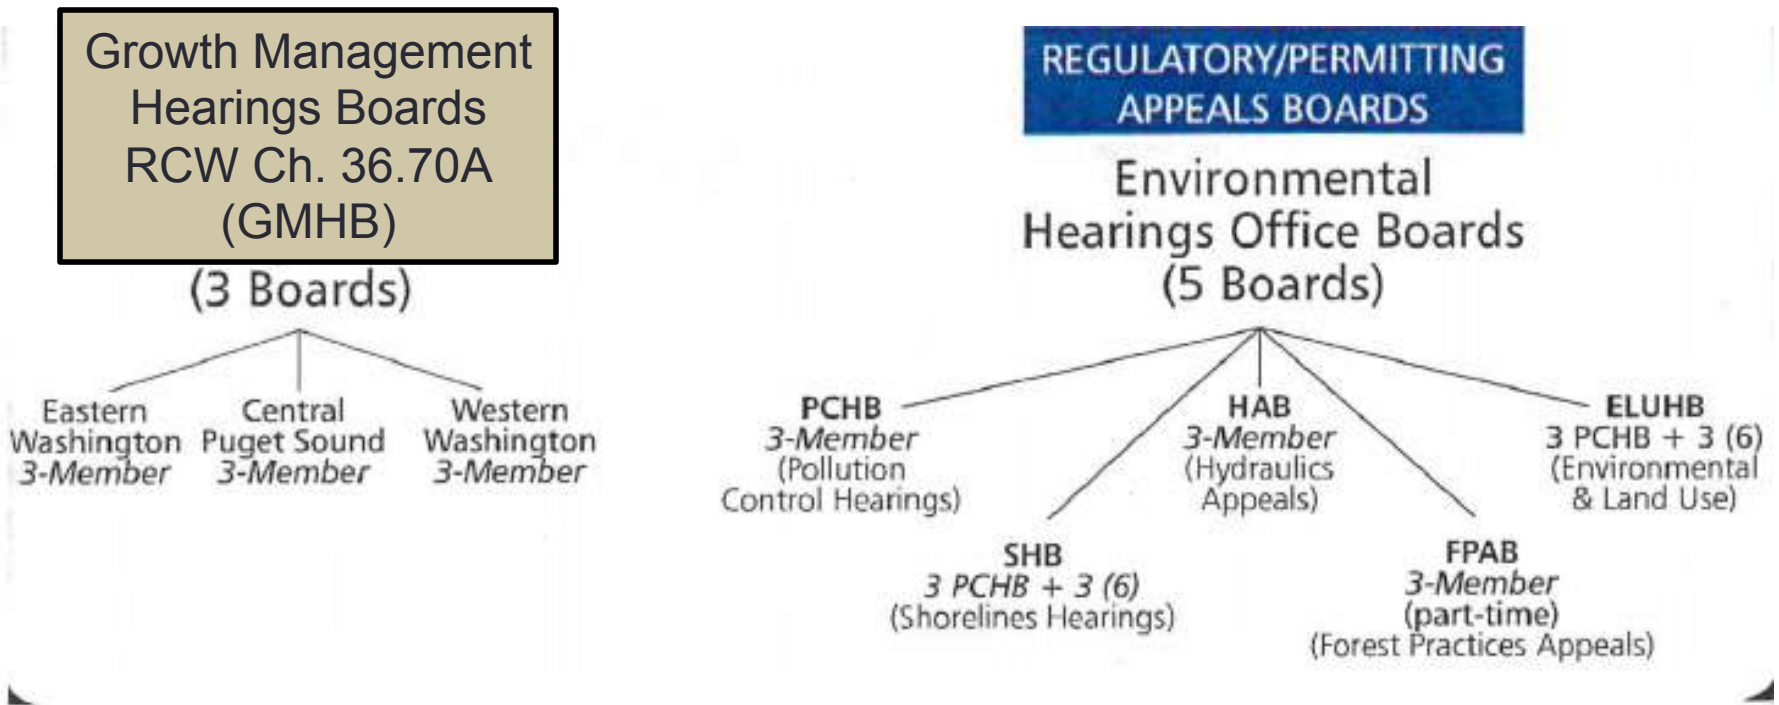 Growth Management
Hearings Boards
RCW Ch. 36.70A
(GMHB)
(3 Boards)
Eastern
Washington
3-Member
Central
Puget Sound
3-Member
Western
Washington
3-Member
REGULATORY/PERMITTING
APPEALS BOARDS
Environmental
Hearings Office Boards
(5 Boards)
PCHB
3-Member
(Pollution
Control Hearings)
HAB
3-Member
(Hydraulics
Appeals)
ELUHB
3 PCHB + 3 (6)
(Environmental
& Land Use)
SHB
3 PCHB + 3 (6)
(Shorelines Hearings)
FPAB
3-Member
(part-time)
(Forest Practices Appeals)